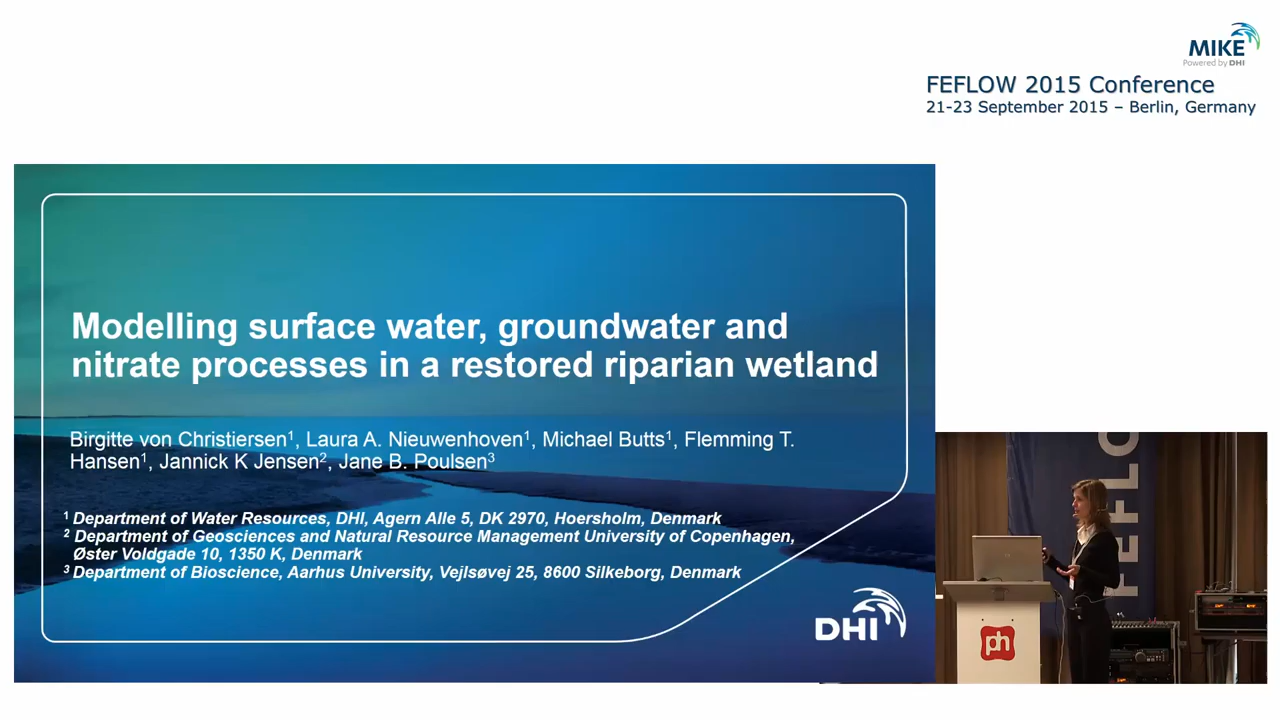 MIKE
Powered by DHI
FEFLOW 2015 Conference
21-23 September 2015 – Berlin, Germany
Modelling surface water, groundwater and
nitrate processes in a restored riparian wetland
Birgitte von Christiersen¹, Laura A. Nieuwenhoven¹, Michael Butts¹, Flemming T.
Hansen¹, Jannick K Jensen², Jane B. Poulsen³
¹ Department of Water Resources, DHI, Agern Alle 5, DK 2970, Hoersholm, Denmark
² Department of Geosciences and Natural Resource Management University of Copenhagen,
Øster Voldgade 10, 1350 K, Denmark
³ Department of Bioscience, Aarhus University, Vejlsøvej 25, 8600 Silkeborg, Denmark
DHI
FEFLO
ph